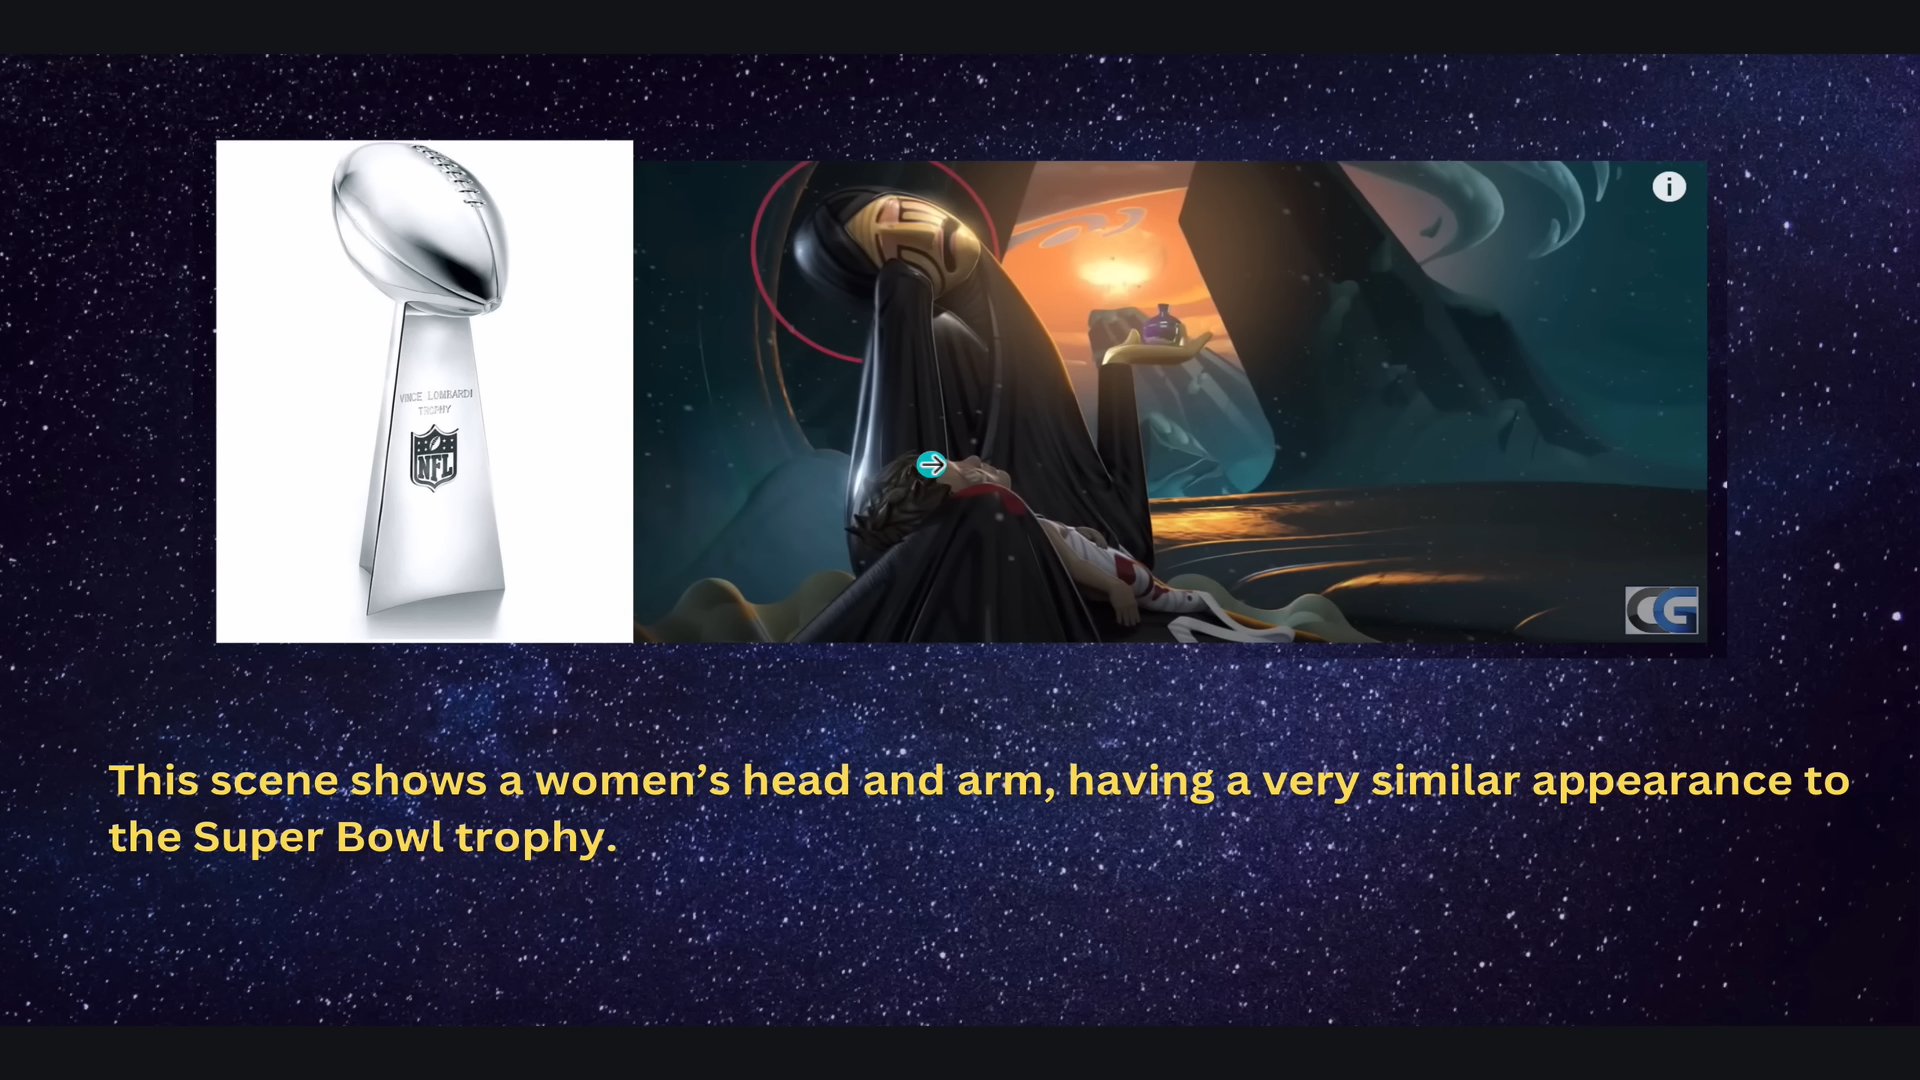 VINCE LOMBARDI
TROPHY
NFL
i
CG
This scene shows a women’s head and arm, having a very similar appearance to
the Super Bowl trophy.